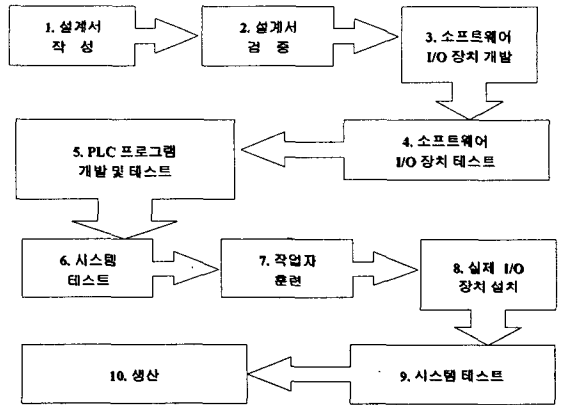 1. 설계서
작 성
2. 설계서
검 증
3. 소프트웨어
I/O 장치 개발
4. 소프트웨어
I/O 장치 테스트
5. PLC 프로그램
개발 및 테스트
6. 시스템
테스트
7. 작업자
훈련
8. 실제 I/O
장치 설치
9. 시스템 테스트
10. 생산